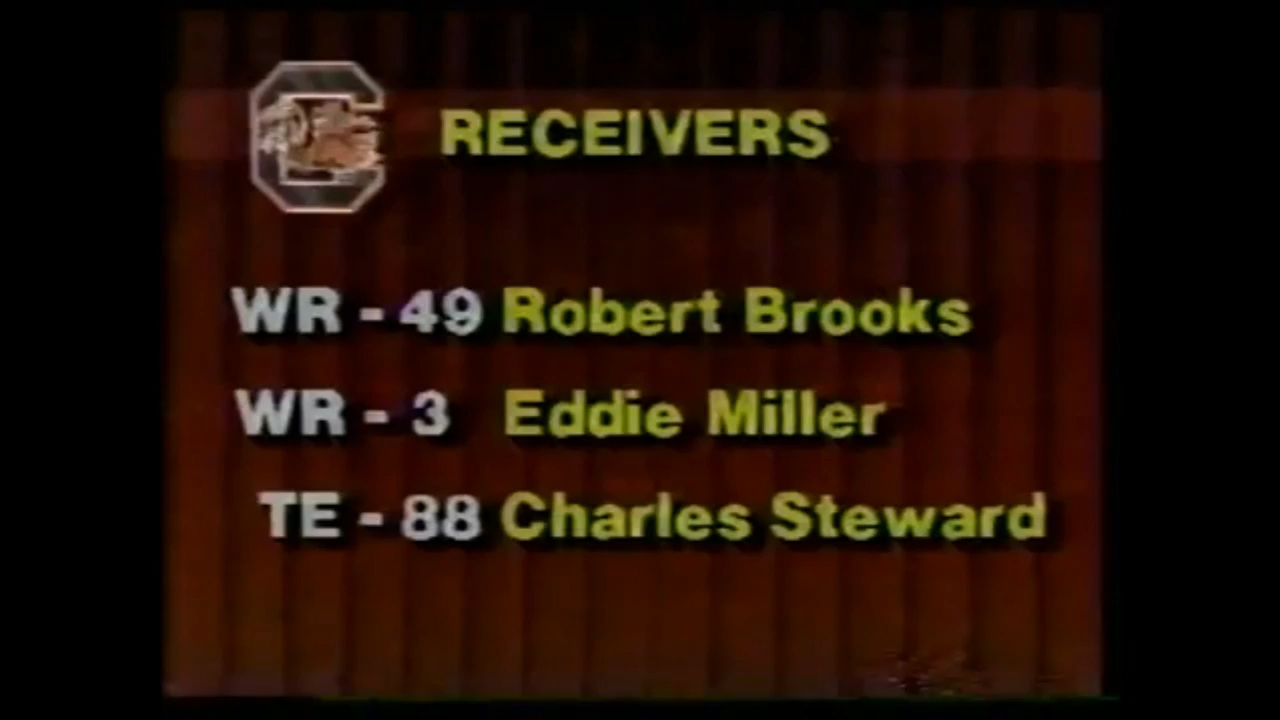 RECEIVERS
WR - 49 Robert Brooks
WR - 3 Eddie Miller
TE - 88 Charles Steward